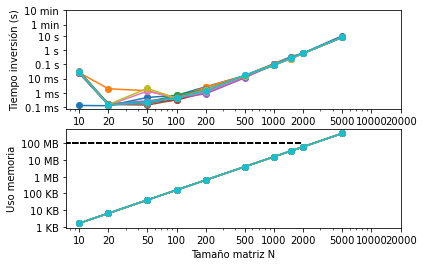 Tiempo inversión (s)
10 min
1 min
10 s
1 s
0.1 s
10 ms
1 ms
0.1 ms
10
20
50
100
200
500
1000
2000
5000
10000
20000
Uso memoria
100 MB
10 MB
1 MB
100 KB
10 KB
1 KB
10
20
50
100
200
500
1000
2000
5000
10000
20000
Tamaño matriz N